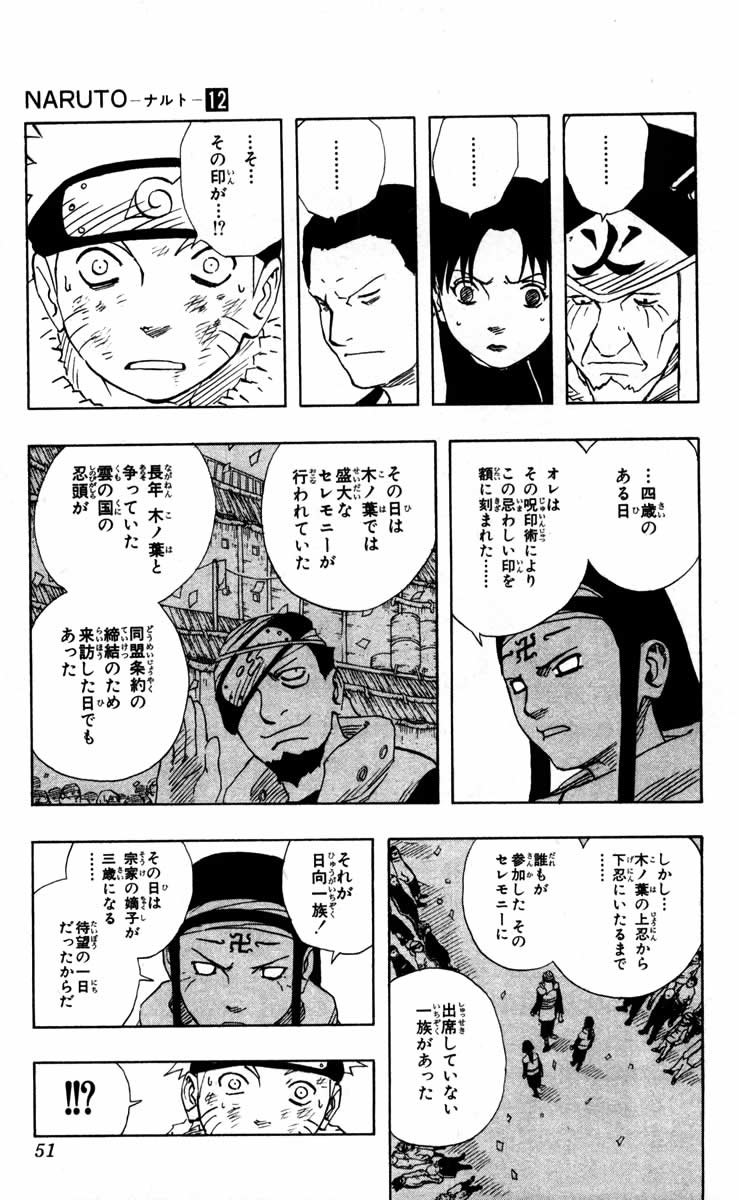 NARUTO―ナルト―12
………
………
………
…そ…
その印が…!?
…四歳の
ある日
オレは
その呪印術により
この忌わしい印を
額に刻まれた……
その日は
木ノ葉では
盛大な
セレモニーが
行われていた
長年 木ノ葉と
争っていた
雲の国の
忍頭が
同盟条約の
締結のため
来訪した日でも
あった
しかし…
木ノ葉の上忍から
下忍にいたるまで
誰もが
参加した その
セレモニーに
出席していない
一族があった
それが
日向一族!
その日は
宗家の嫡子が
三歳になる
……
待望の一日
だったからだ
!!?
火
卍
卍
51